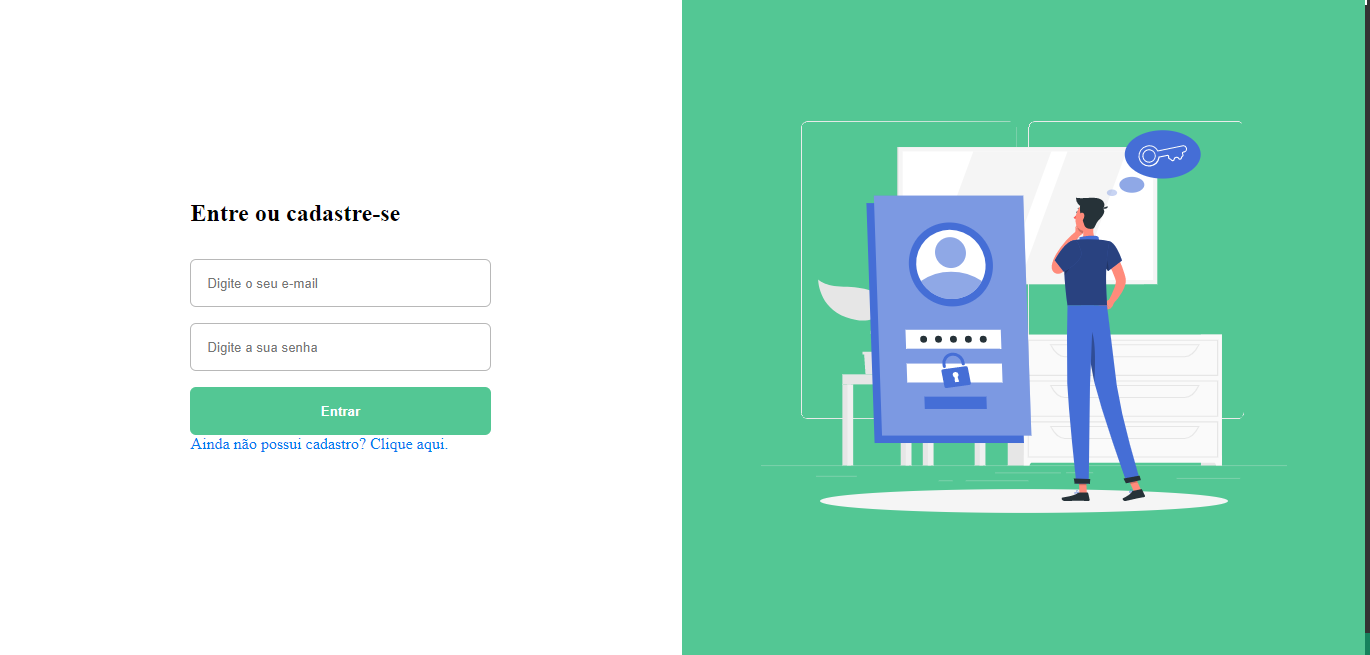 Entre ou cadastre-se
Digite o seu e-mail
Digite a sua senha
Entrar
Ainda não possui cadastro? Clique aqui.